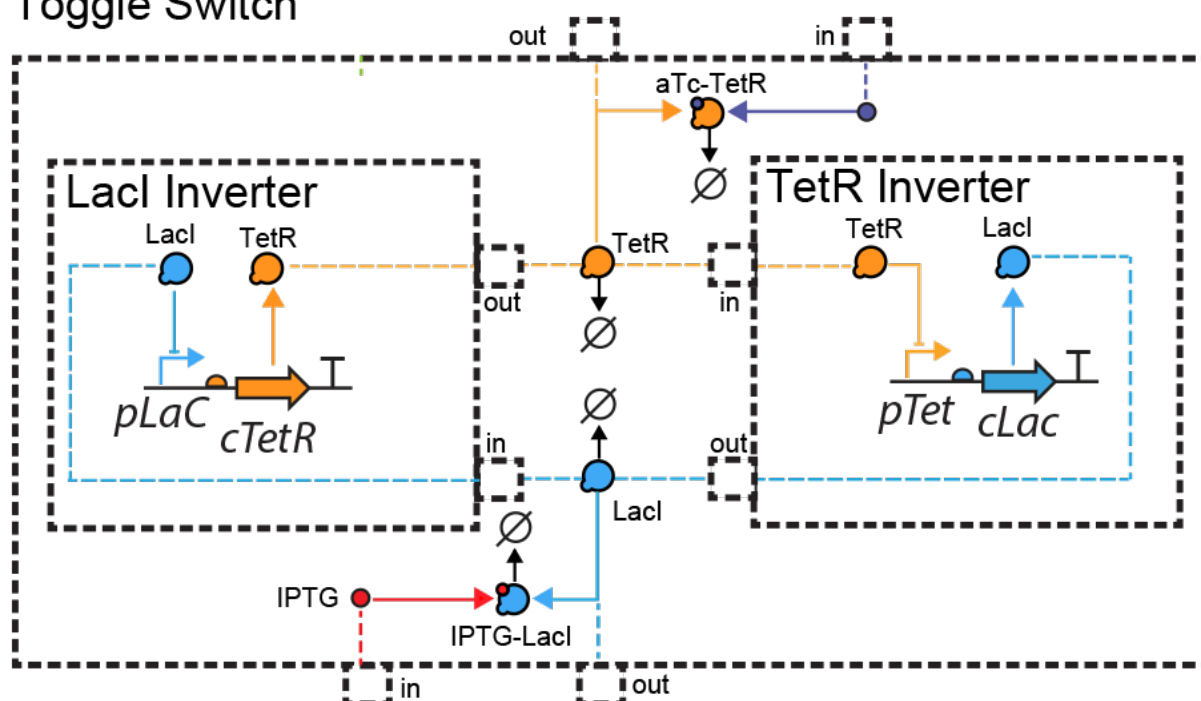 Toggle Switch
out
in
aTc-TetR
LacI Inverter
TetR Inverter
LacI
TetR
TetR
TetR
LacI
out
in
pLaC
cTetR
pTet
cLac
in
out
LacI
IPTG
IPTG-LacI
in
out